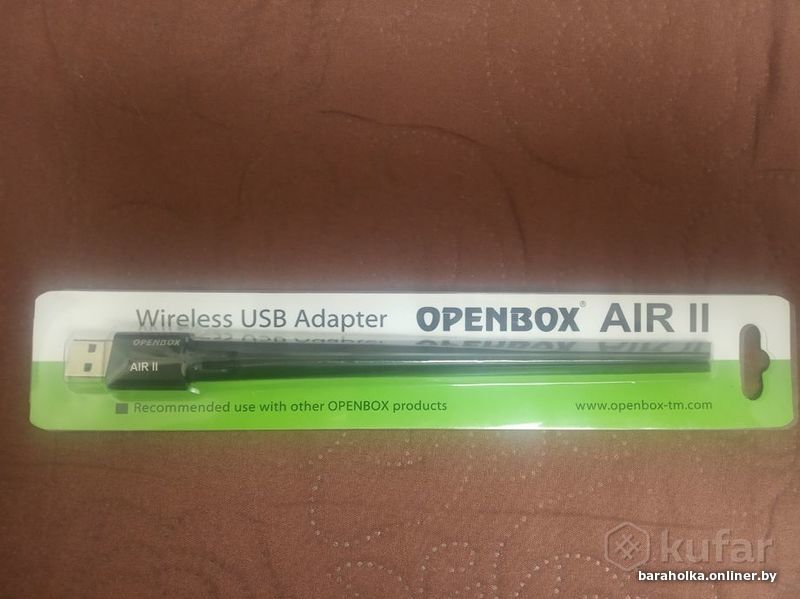 Wireless USB Adapter OPENBOX® AIR II
OPENBOX
AIR II
Recommended use with other OPENBOX products
www.openbox-tm.com
kufar
baraholka.onliner.by